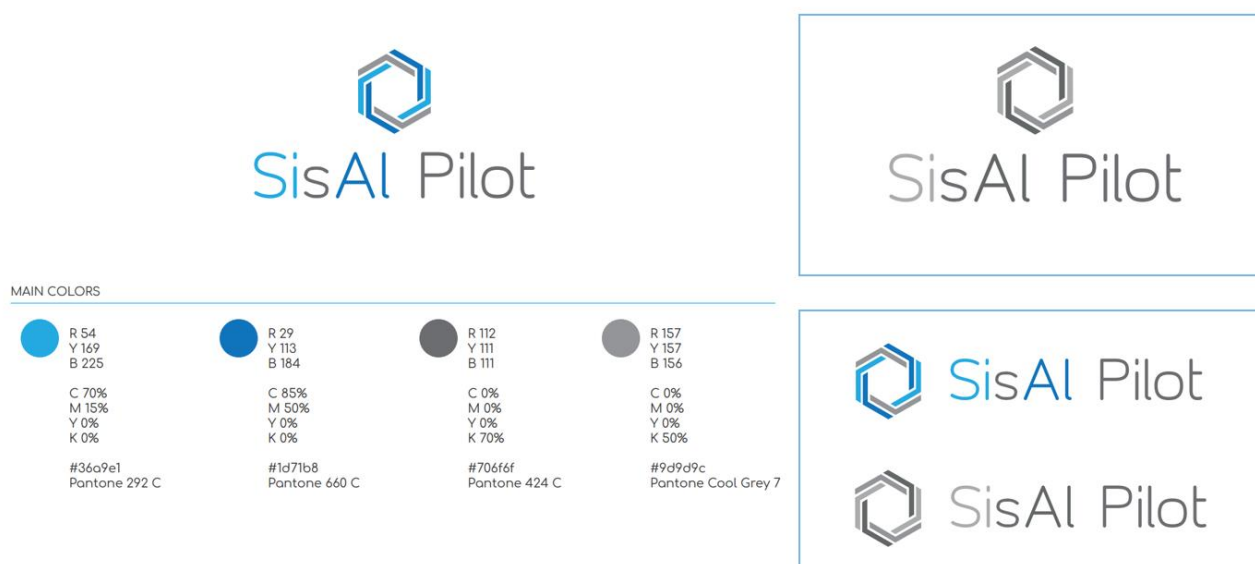 SisAl Pilot
SisAl Pilot
MAIN COLORS
R 54
Y 169
B 225
C 70%
M 15%
Y 0%
K 0%
#36a9e1
Pantone 292 C
R 29
Y 113
B 184
C 85%
M 50%
Y 0%
K 0%
#1d71b8
Pantone 660 C
R 112
Y 111
B 111
C 0%
M 0%
Y 0%
K 70%
#706f6f
Pantone 424 C
R 157
Y 157
B 156
C 0%
M 0%
Y 0%
K 50%
#9d9d9c
Pantone Cool Grey 7
SisAl Pilot
SisAl Pilot